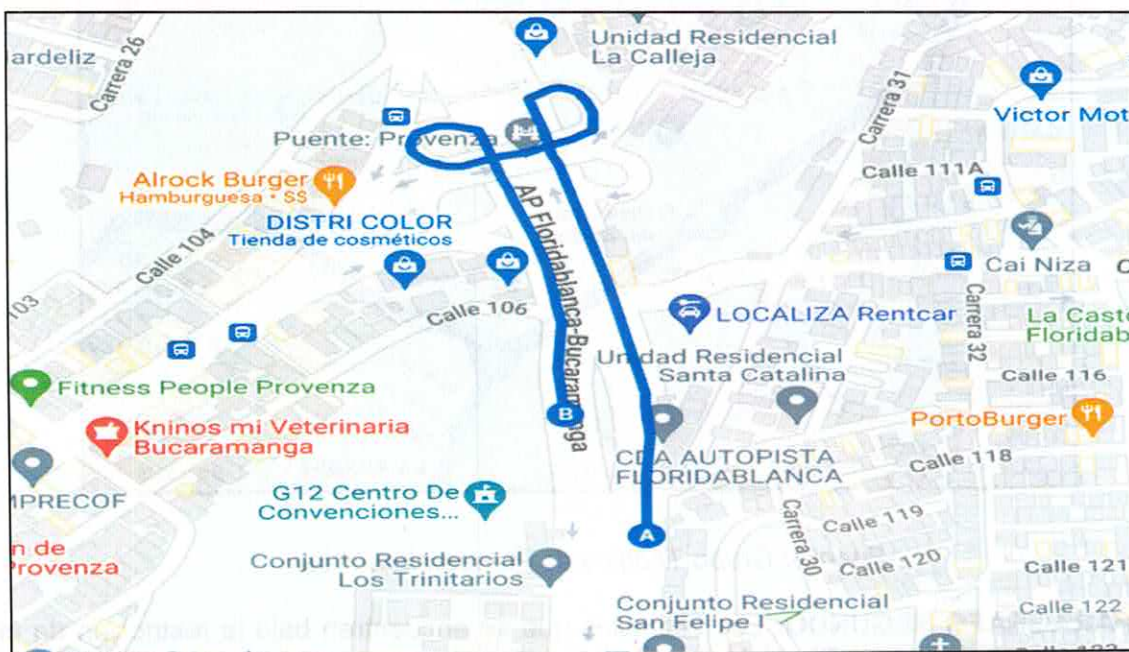 ardeliz
Carrera 26
Unidad Residencial
La Calleja
Carrera 31
Victor Mot
Puente: Provenza
Calle 111A
Alrock Burger
Hamburguesa • $$
DISTRI COLOR
Tienda de cosméticos
AP Floridablanca-Bucaramanga
Calle 104
Cai Niza
C
103
Calle 106
LOCALIZA Rentcar
Carrera 32
La Caste
Floridab
Unidad Residencial
Santa Catalina
Calle 116
Fitness People Provenza
B
PortoBurger
Kninos mi Veterinaria
Bucaramanga
CDA AUTOPISTA
FLORIDABLANCA
Calle 118
MPRECOF
G12 Centro De
Convenciones...
Carrera 30
Calle 119
A
n de
Provenza
Conjunto Residencial
Los Trinitarios
Calle 120
Calle 121
Conjunto Residencial
San Felipe I
Calle 122